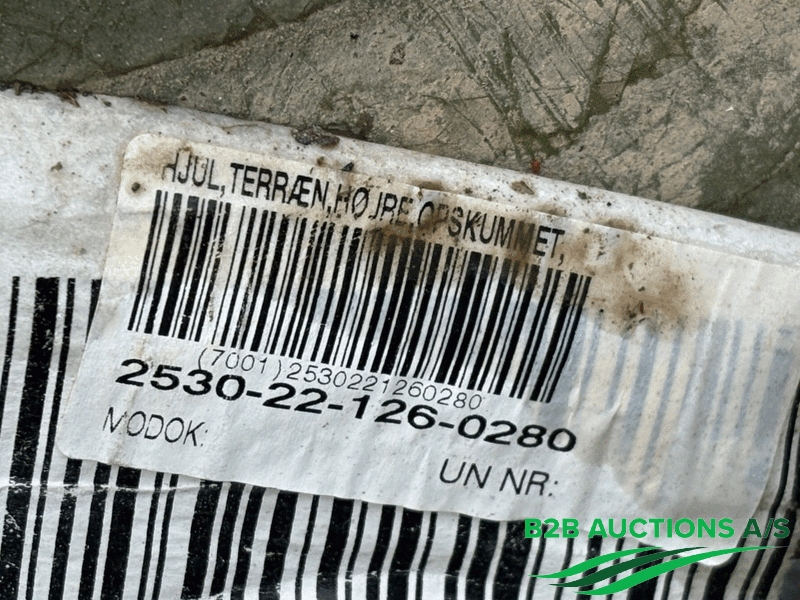 HJUL,TERRÆN,HØJRE,OPSKUMMET,
(7001)2530221260280
2530-22-126-0280
MODOK:
UN NR:
B2B AUCTIONS A/S